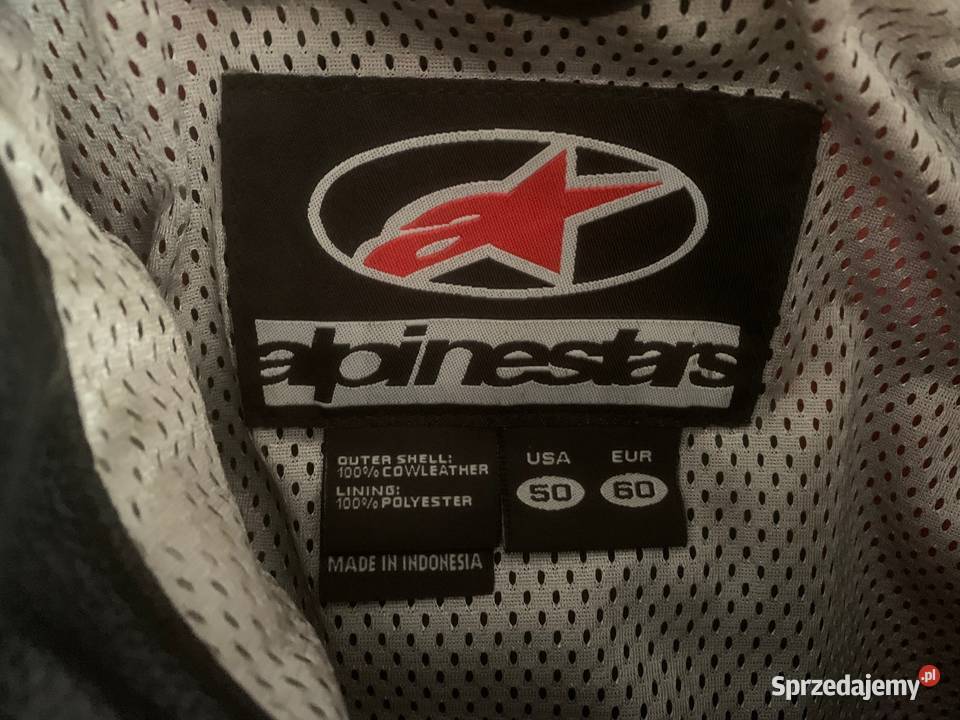 alpinestars
OUTER SHELL:
100% COWLEATHER
LINING:
100% POLYESTER
MADE IN INDONESIA
USA EUR
50 60
Sprzedajemy.pl